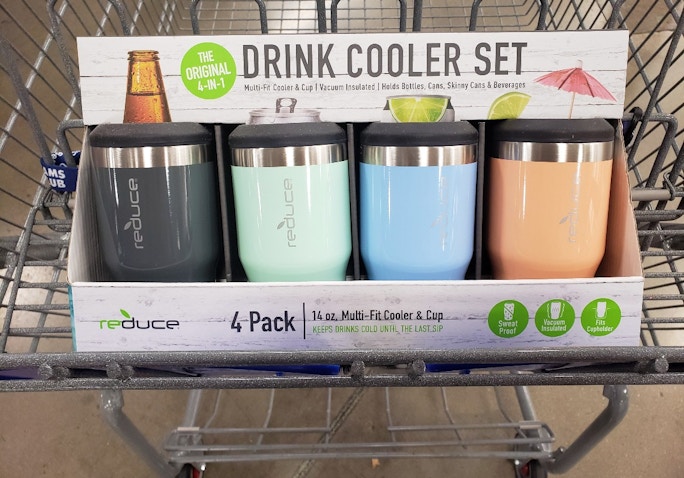 THE
ORIGINAL
4-IN-1
DRINK COOLER SET
Multi-Fit Cooler & Cup | Vacuum Insulated | Holds Bottles, Cans, Skinny Cans & Beverages
AMS
UB
reduce
reduce
reduce
reduce
reduce
4 Pack
14 oz. Multi-Fit Cooler & Cup
KEEPS DRINKS COLD UNTIL THE LAST SIP
Sweat
Proof
Vacuum
Insulated
Fits
Cupholder